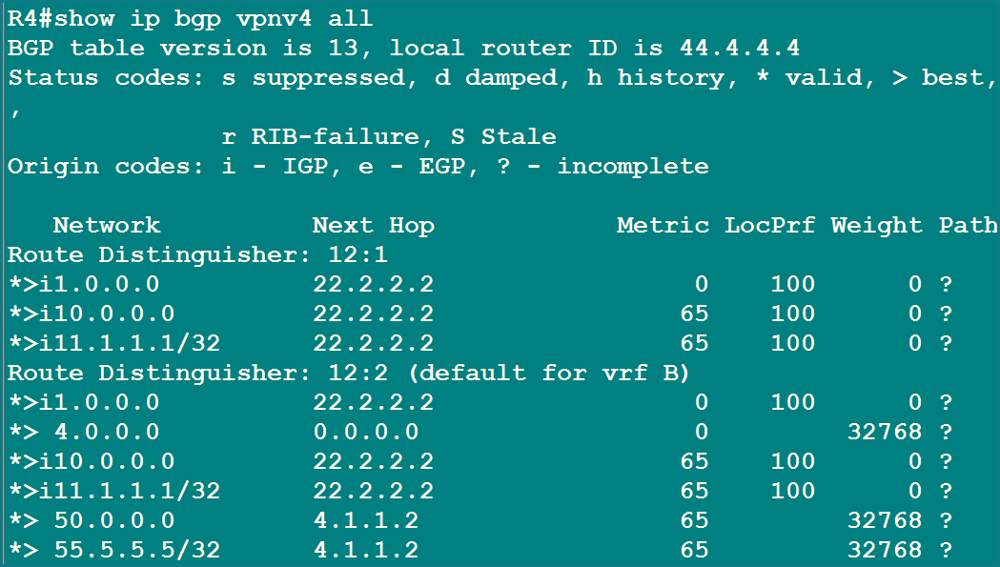 R4#show ip bgp vpnv4 all
BGP table version is 13, local router ID is 44.4.4.4
Status codes: s suppressed, d damped, h history, * valid, > best,
,
              r RIB-failure, S Stale
Origin codes: i - IGP, e - EGP, ? - incomplete
   Network          Next Hop            Metric LocPrf Weight Path
Route Distinguisher: 12:1
*>i1.0.0.0          22.2.2.2                 0    100      0 ?
*>i10.0.0.0         22.2.2.2                65    100      0 ?
*>i11.1.1.1/32      22.2.2.2                65    100      0 ?
Route Distinguisher: 12:2 (default for vrf B)
*>i1.0.0.0          22.2.2.2                 0    100      0 ?
*> 4.0.0.0          0.0.0.0                  0         32768 ?
*>i10.0.0.0         22.2.2.2                65    100      0 ?
*>i11.1.1.1/32      22.2.2.2                65    100      0 ?
*> 50.0.0.0         4.1.1.2                 65         32768 ?
*> 55.5.5.5/32      4.1.1.2                 65         32768 ?